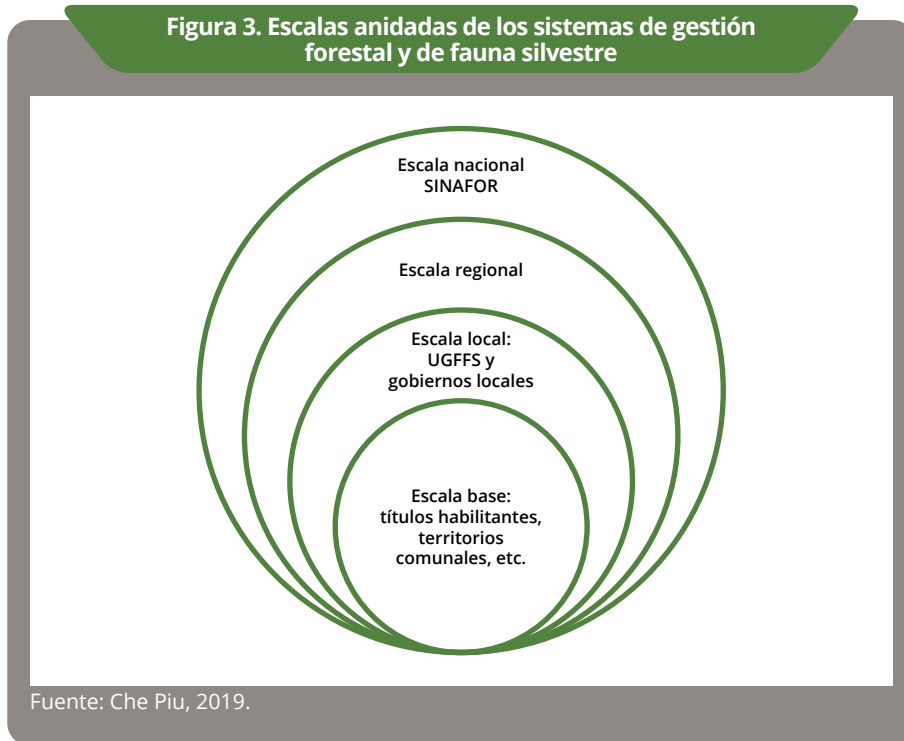 Figura 3. Escalas anidadas de los sistemas de gestión
forestal y de fauna silvestre
Escala nacional
SINAFOR
Escala regional
Escala local:
UGFFS y
gobiernos locales
Escala base:
títulos habilitantes,
territorios
comunales, etc.
Fuente: Che Piu, 2019.